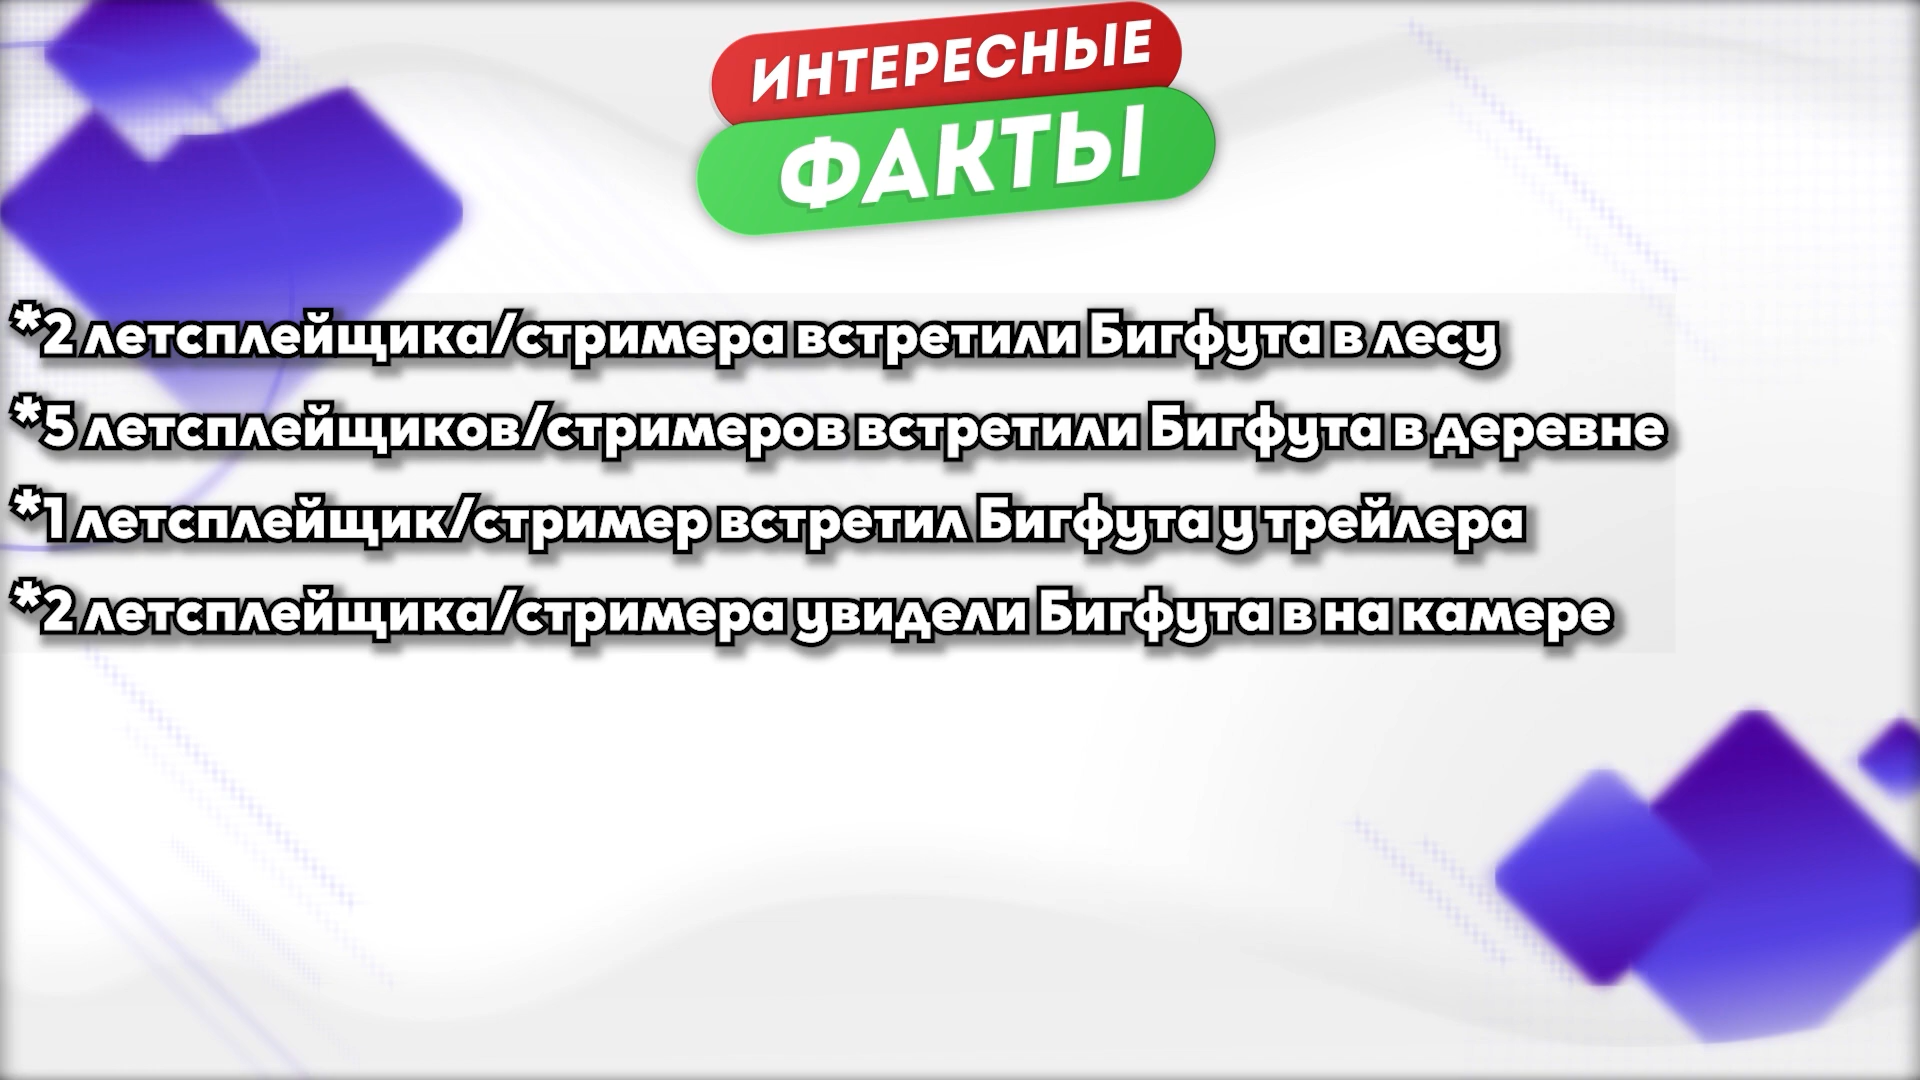 ИНТЕРЕСНЫЕ
ФАКТЫ
*2 летсплейщика/стримера встретили Бигфута в лесу
*5 летсплейщиков/стримеров встретили Бигфута в деревне
*1 летсплейщик/стример встретил Бигфута у трейлера
*2 летсплейщика/стримера увидели Бигфута в на камере